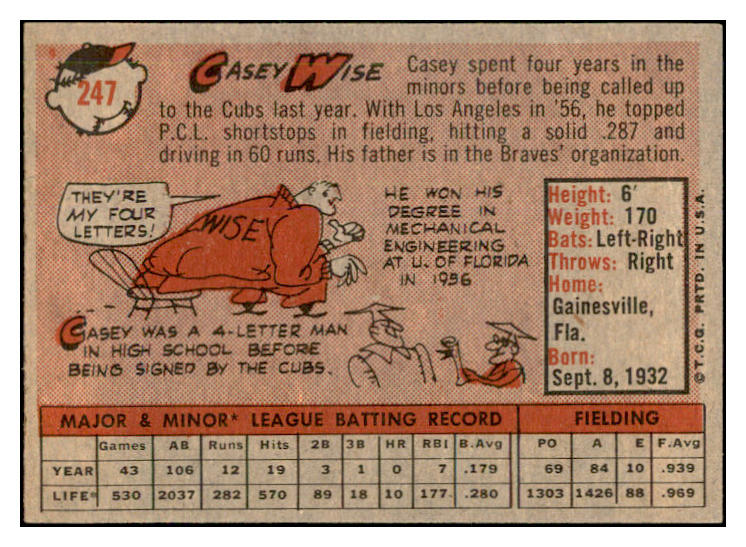 247
CASEY WISE
Casey spent four years in the
minors before being called up
to the Cubs last year. With Los Angeles in '56, he topped
P.C.L. shortstops in fielding, hitting a solid .287 and
driving in 60 runs. His father is in the Braves' organization.
THEY'RE
MY FOUR
LETTERS!
WISE
HE WON HIS
DEGREE IN
MECHANICAL
ENGINEERING
AT U. OF FLORIDA
IN 1956
CASEY WAS A 4-LETTER MAN
IN HIGH SCHOOL BEFORE
BEING SIGNED BY THE CUBS.
Height: 6'
Weight: 170
Bats: Left-Right
Throws: Right
Home:
Gainesville,
Fla.
Born:
Sept. 8, 1932
© T.C.G. PRTD. IN U.S.A.
MAJOR & MINOR* LEAGUE BATTING RECORD FIELDING
Games AB Runs Hits 2B 3B HR RBI B.Avg PO A E F.Avg
YEAR 43 106 12 19 3 1 0 7 .179 69 84 10 .939
LIFE* 530 2037 282 570 89 18 10 177 .280 1303 1426 88 .969